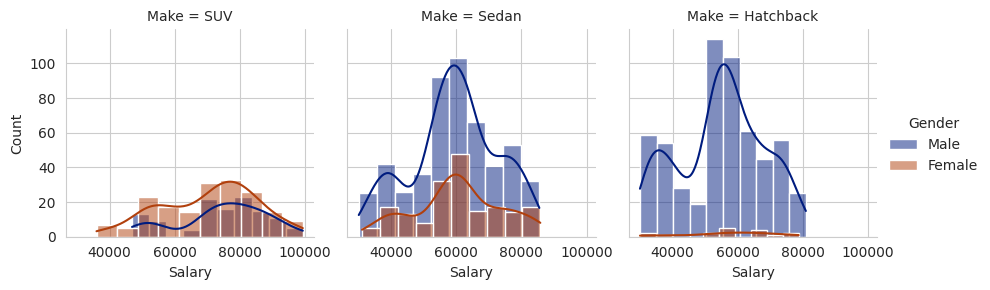 Make = SUV
Make = Sedan
Make = Hatchback
Count
100
80
60
40
20
0
40000
60000
80000
100000
Salary
40000
60000
80000
100000
Salary
40000
60000
80000
100000
Salary
Gender
Male
Female